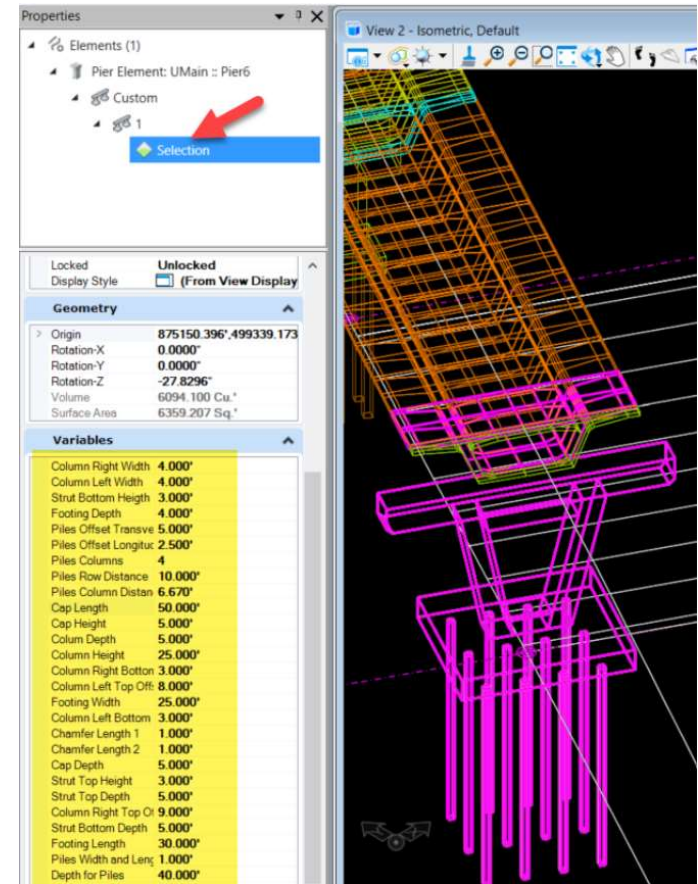 Properties
Elements (1)
Pier Element: UMain :: Pier6
Custom
1
Selection
Locked Unlocked
Display Style (From View Display
Geometry
Origin 875150.396',499339.173
Rotation-X 0.0000°
Rotation-Y 0.0000°
Rotation-Z -27.8296°
Volume 6094.100 Cu.'
Surface Area 6359.207 Sq.'
Variables
Column Right Width 4.000'
Column Left Width 4.000'
Strut Bottom Heigth 3.000'
Footing Depth 4.000'
Piles Offset Transve 5.000'
Piles Offset Longituc 2.500'
Piles Columns 4
Piles Row Distance 10.000'
Piles Column Distan 6.670'
Cap Length 50.000'
Cap Height 5.000'
Colum Depth 5.000'
Column Height 25.000'
Column Right Botton 3.000'
Column Left Top Off: 8.000'
Footing Width 25.000'
Column Left Bottom 3.000'
Chamfer Length 1 1.000'
Chamfer Length 2 1.000'
Cap Depth 5.000'
Strut Top Height 3.000'
Strut Top Depth 5.000'
Column Right Top Of 9.000'
Strut Bottom Depth 5.000'
Footing Length 30.000'
Piles Width and Leng 1.000'
Depth for Piles 40.000'
View 2 - Isometric, Default